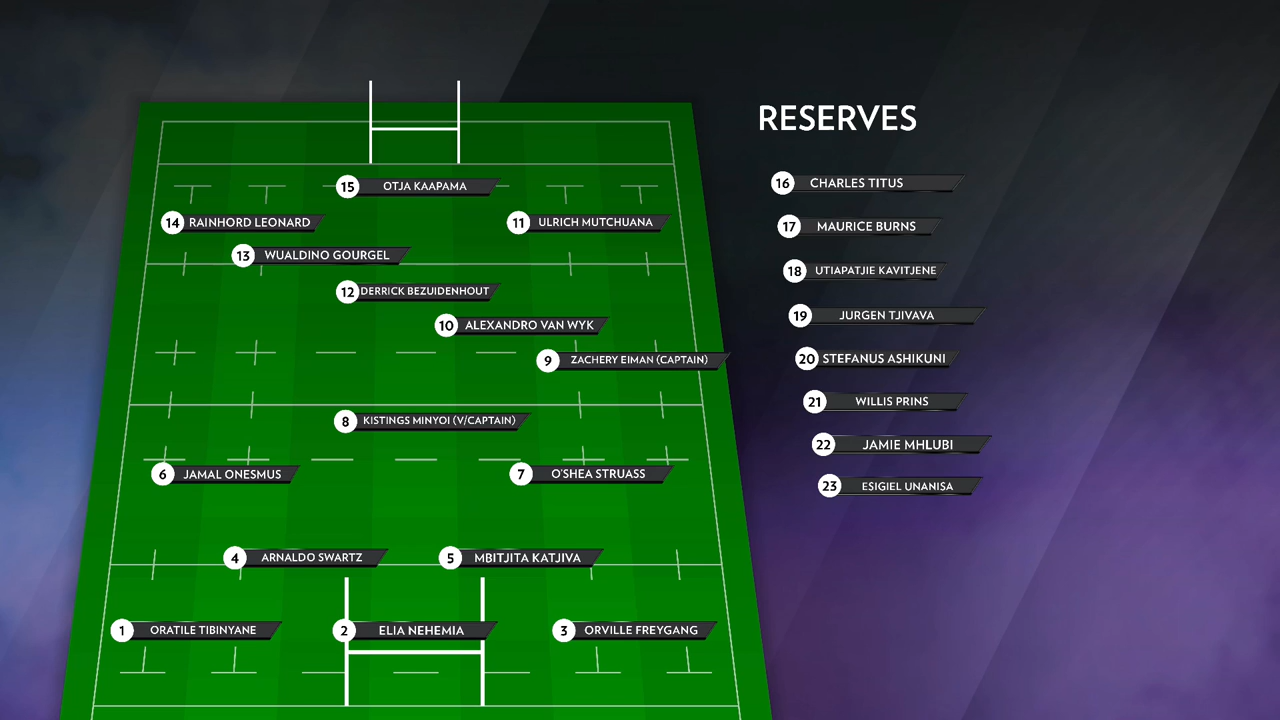 RESERVES
15 OTJA KAAPAMA
14 RAINHORD LEONARD
11 ULRICH MUTCHUANA
13 WUALDINO GOURGEL
12 DERRICK BEZUIDENHOUT
10 ALEXANDRO VAN WYK
9 ZACHERY EIMAN (CAPTAIN)
8 KISTINGS MINYOI (V/CAPTAIN)
6 JAMAL ONESMUS
7 O'SHEA STRUASS
4 ARNALDO SWARTZ
5 MBITJITA KATJIVA
1 ORATILE TIBINYANE
2 ELIA NEHEMIA
3 ORVILLE FREYGANG
16 CHARLES TITUS
17 MAURICE BURNS
18 UTIAPATJIE KAVITJENE
19 JURGEN TJIVAVA
20 STEFANUS ASHIKUNI
21 WILLIS PRINS
22 JAMIE MHLUBI
23 ESIGIEL UNANISA